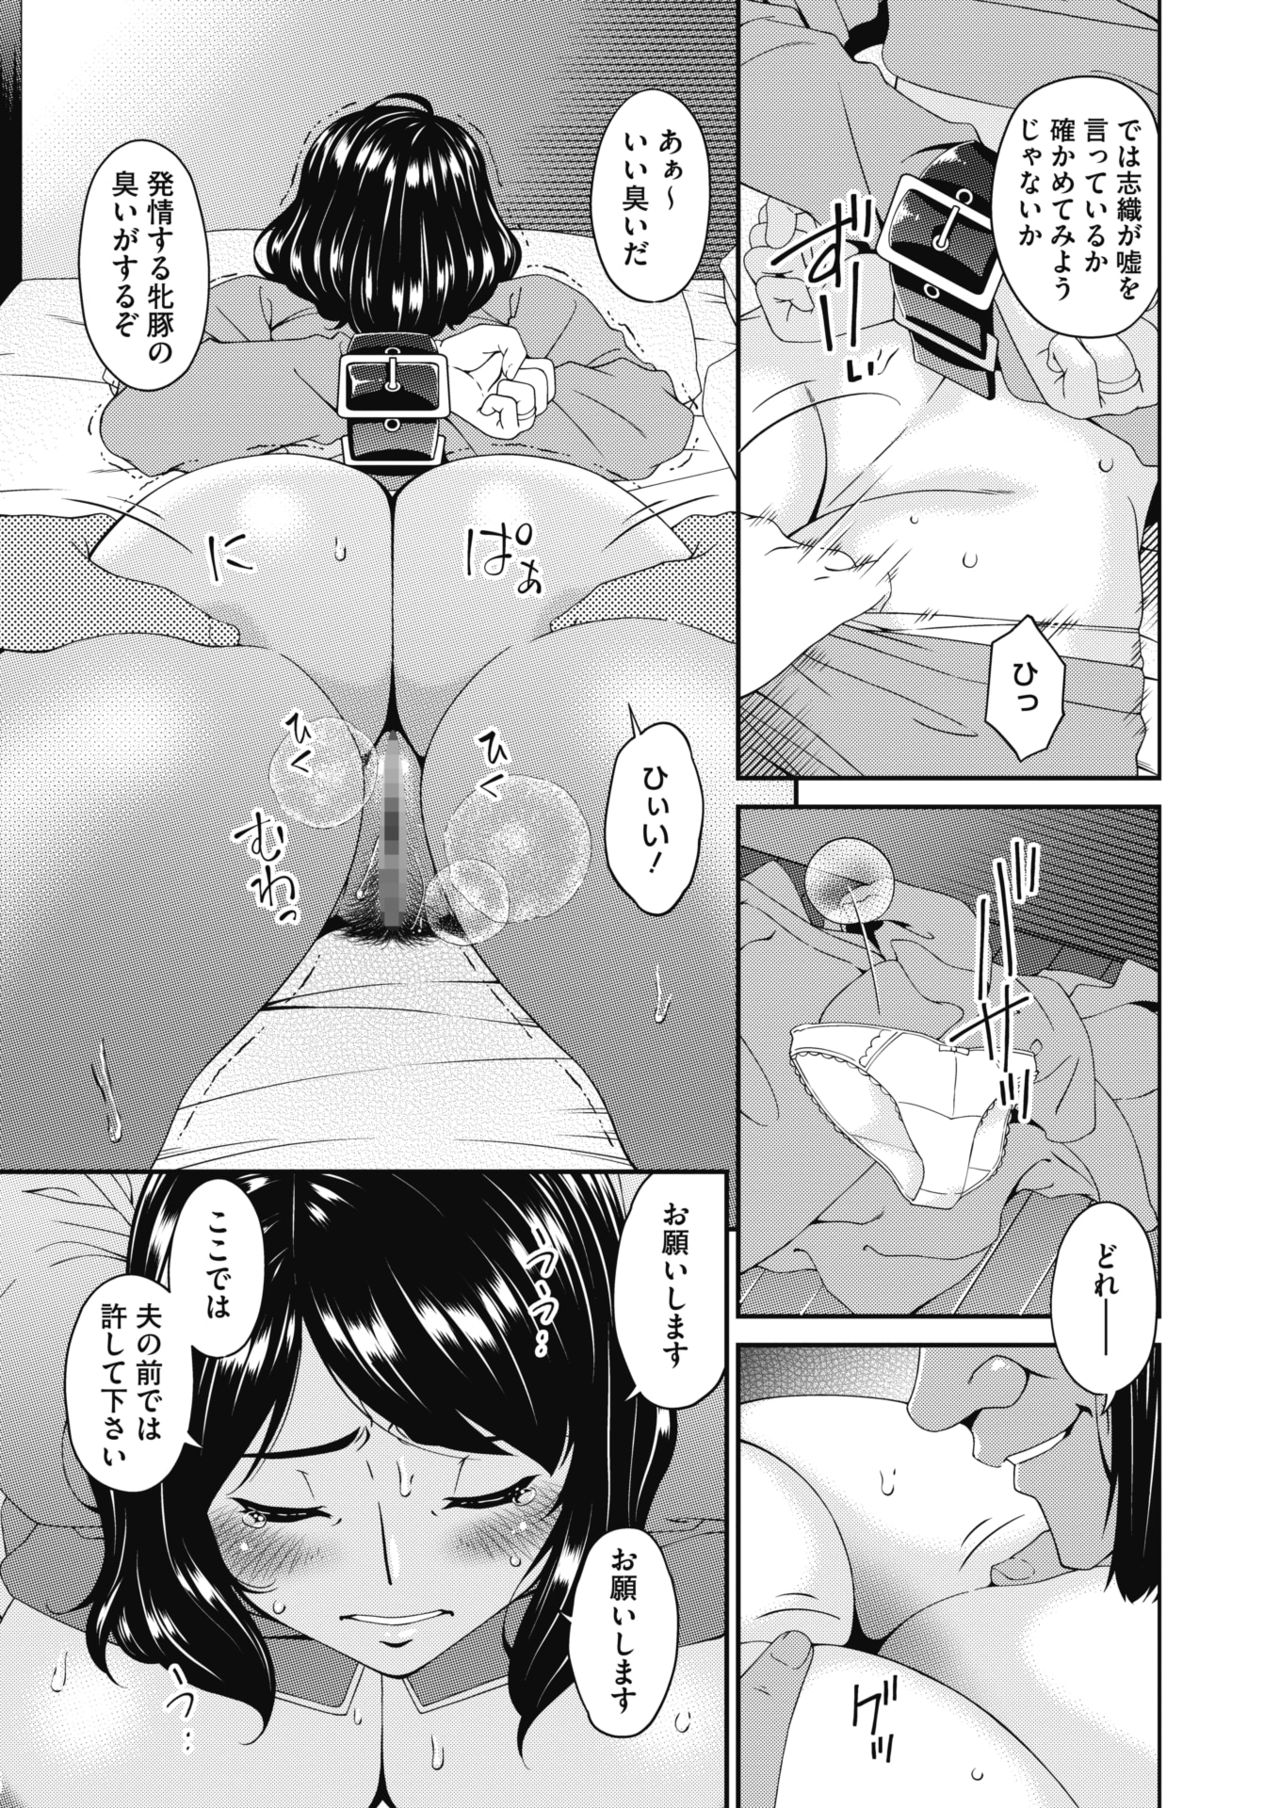 では志織が嘘を
言っているか
確かめてみよう
じゃないか
ずいっ
ひっ
どれ――
グッ
あぁ〜
いい臭いだ
発情する牝豚の
臭いがするぞ
に
ぱぁ
ひぃい!
ひく
ひく
むわっ
お願いします
うぅ…
ここでは
夫の前では
許して下さい
お願いします